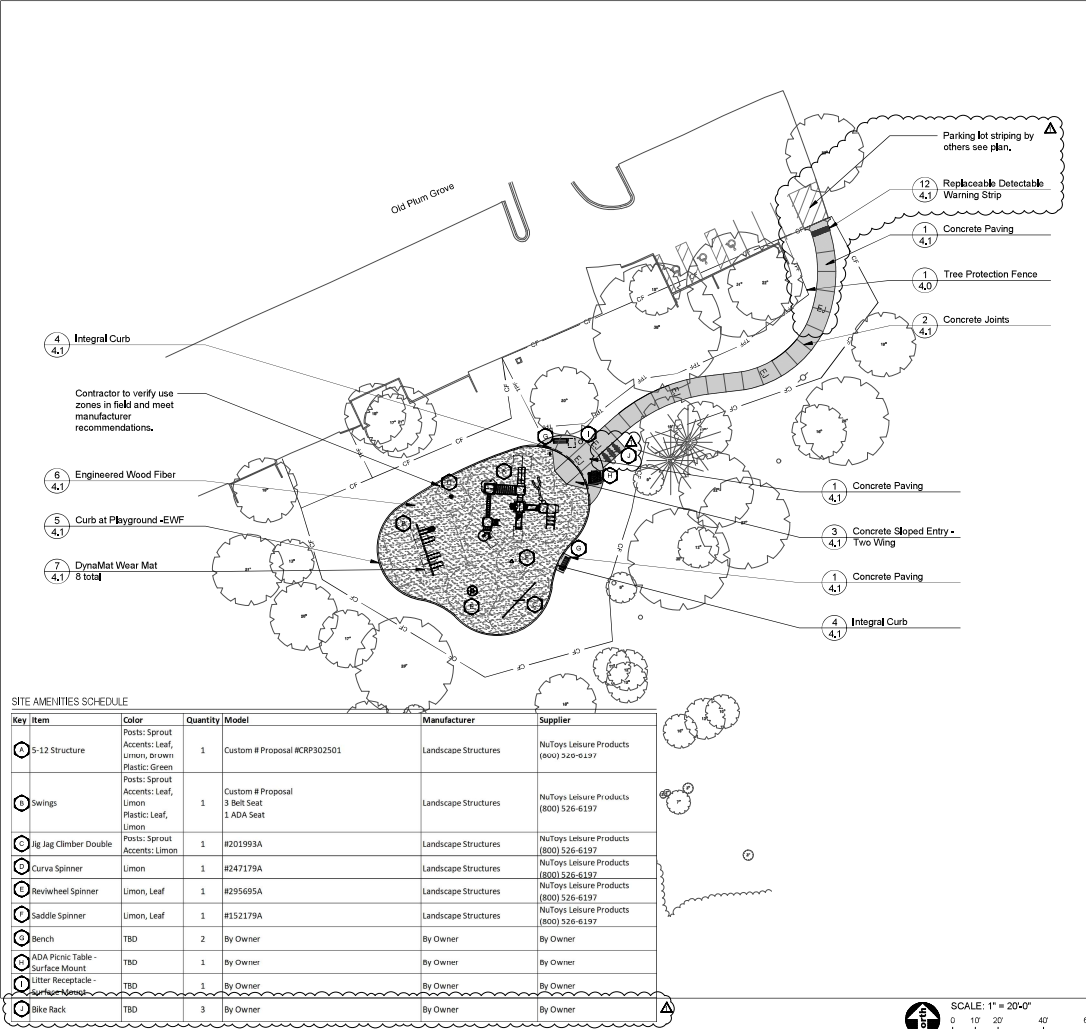 Parking lot striping by
others see plan.
12
4.1
Replaceable Detectable
Warning Strip
1
4.1
Concrete Paving
1
4.0
Tree Protection Fence
2
4.1
Concrete Joints
Old Plum Grove
4
4.1
Integral Curb
Contractor to verify use
zones in field and meet
manufacturer
recommendations.
6
4.1
Engineered Wood Fiber
5
4.1
Curb at Playground -EWF
7
4.1
DynaMat Wear Mat
8 total
1
4.1
Concrete Paving
3
4.1
Concrete Sloped Entry -
Two Wing
1
4.1
Concrete Paving
4
4.1
Integral Curb
CF
TPF
EJ
G
I
J
H
G
SITE AMENITIES SCHEDULE
Key Item Color Quantity Model Manufacturer Supplier
A 5-12 Structure
Posts: Sprout
Accents: Leaf,
Limon, Brown
Plastic: Green
1 Custom # Proposal #CRP302501 Landscape Structures
NuToys Leisure Products
(800) 526-6197
B Swings
Posts: Sprout
Accents: Leaf,
Limon
Plastic: Leaf,
Limon
1
Custom # Proposal
3 Belt Seat
1 ADA Seat
Landscape Structures
NuToys Leisure Products
(800) 526-6197
C Jig Jag Climber Double
Posts: Sprout
Accents: Limon
1 #201993A Landscape Structures
NuToys Leisure Products
(800) 526-6197
D Curva Spinner Limon 1 #247179A Landscape Structures
NuToys Leisure Products
(800) 526-6197
E Reviwheel Spinner Limon, Leaf 1 #295695A Landscape Structures
NuToys Leisure Products
(800) 526-6197
F Saddle Spinner Limon, Leaf 1 #152179A Landscape Structures
NuToys Leisure Products
(800) 526-6197
G Bench TBD 2 By Owner By Owner By Owner
H ADA Picnic Table -
Surface Mount
TBD 1 By Owner By Owner By Owner
I Litter Receptacle -
Surface Mount
TBD 1 By Owner By Owner By Owner
J Bike Rack TBD 3 By Owner By Owner By Owner
SCALE: 1" = 20'-0"
0 10' 20' 40'